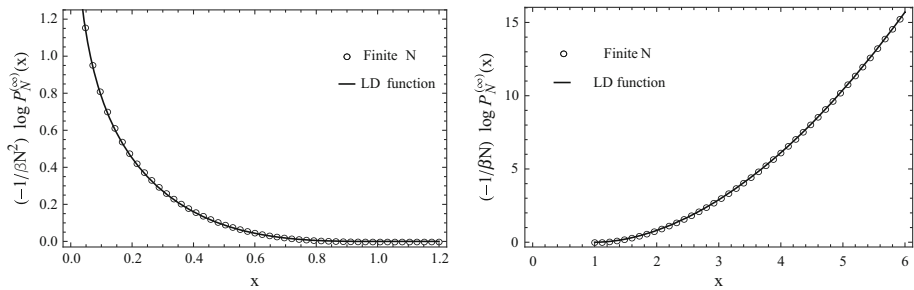 (−1/βN²) log P_N^(∞)(x)
1.2
1.0
0.8
0.6
0.4
0.2
0.0
Finite N
LD function
0.0 0.2 0.4 0.6 0.8 1.0 1.2
x
(−1/βN) log P_N^(∞)(x)
15
10
5
0
Finite N
LD function
0 1 2 3 4 5 6
x